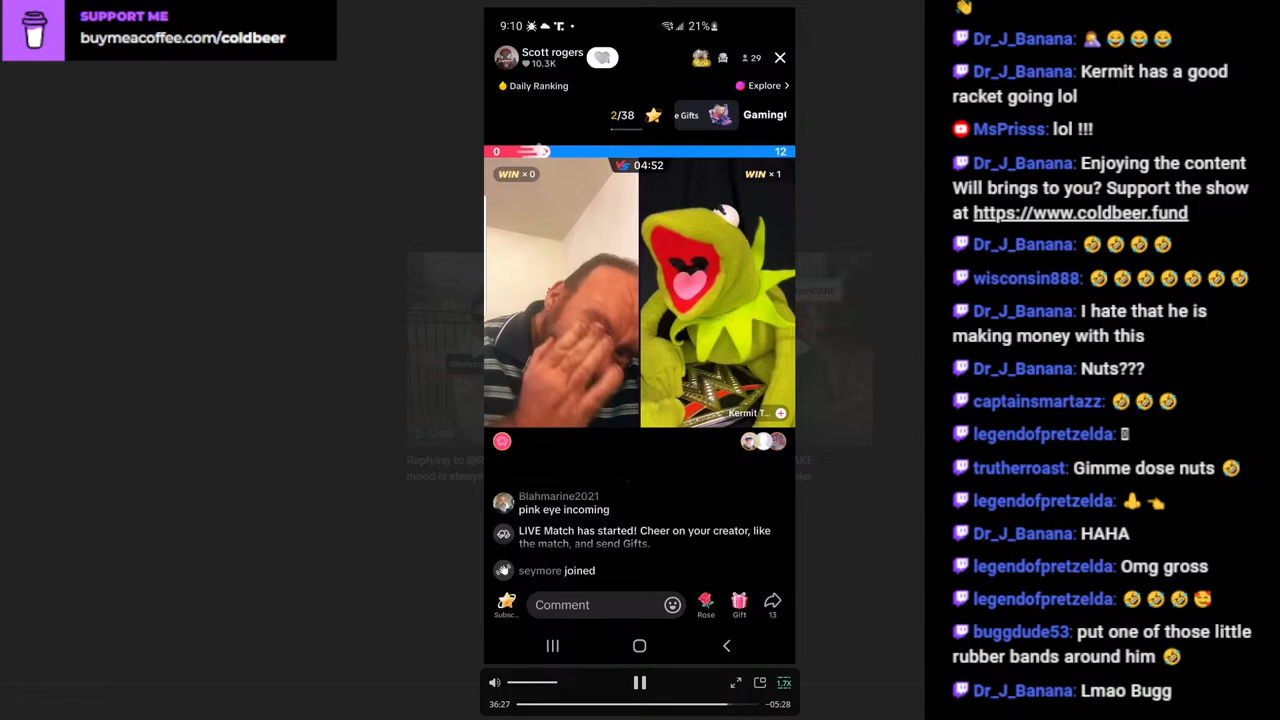 SUPPORT ME
buymeacoffee.com/coldbeer
9:10
21%
Scott rogers
10.3K
29
Daily Ranking
Explore >
2/38
e Gifts
Gaming
0
12
VS 04:52
WIN × 0
WIN × 1
Kermit T...
Blahmarine2021
pink eye incoming
LIVE Match has started! Cheer on your creator, like
the match, and send Gifts.
seymore joined
Subsc...
Comment
Rose
Gift
13
1.7X
36:27
−05:28
Dr_J_Banana: 🤦‍♀️ 😂 😂 😂
Dr_J_Banana: Kermit has a good
racket going lol
MsPrisss: lol !!!
Dr_J_Banana: Enjoying the content
Will brings to you? Support the show
at https://www.coldbeer.fund
Dr_J_Banana: 🤣 🤣 🤣 🤣
wisconsin888: 🤣 🤣 🤣 🤣 🤣 🤣 🤣
Dr_J_Banana: I hate that he is
making money with this
Dr_J_Banana: Nuts???
captainsmartazz: 🤣 🤣 🤣
legendofpretzelda:
trutherroast: Gimme dose nuts 🤣
legendofpretzelda: 👃 👈
Dr_J_Banana: HAHA
legendofpretzelda: Omg gross
legendofpretzelda: 🤣 🤣 🤣 🥰
buggdude53: put one of those little
rubber bands around him 🤣
Dr_J_Banana: Lmao Bugg